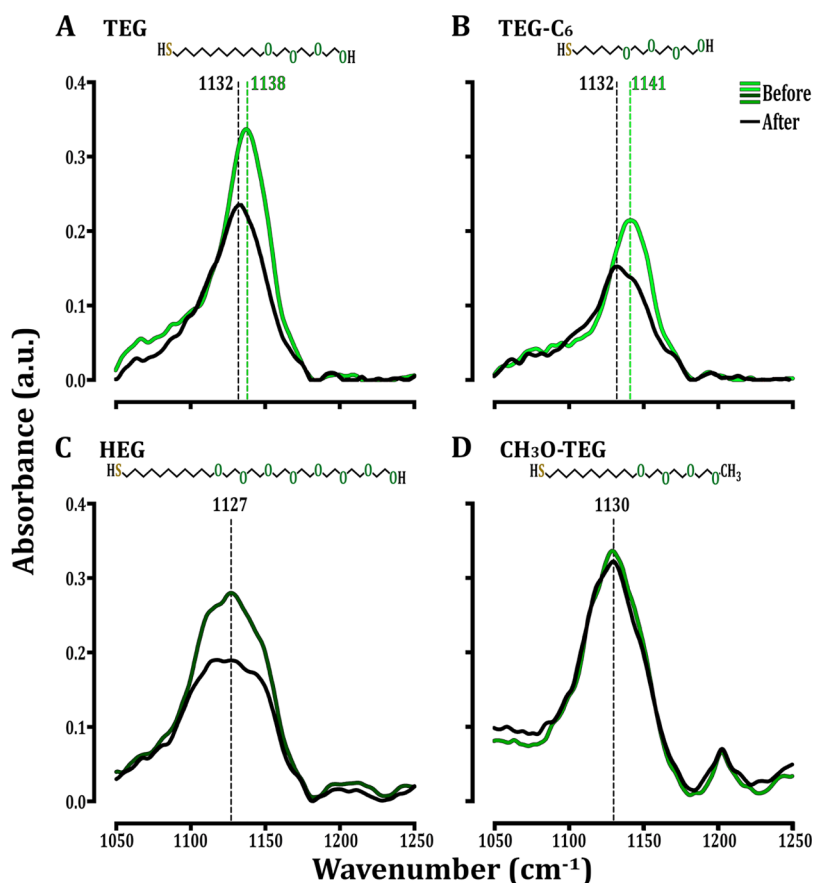 A TEG
HS O O O OH
B TEG-C6
HS O O O OH
0.4
0.3
0.2
0.1
0.0
1132 1138
1132 1141
Before
After
C HEG
HS O O O O O O OH
D CH3O-TEG
HS O O O OCH3
0.4
0.3
0.2
0.1
0.0
1127
1130
1050 1100 1150 1200 1250
1050 1100 1150 1200 1250
Absorbance (a.u.)
Wavenumber (cm-1)